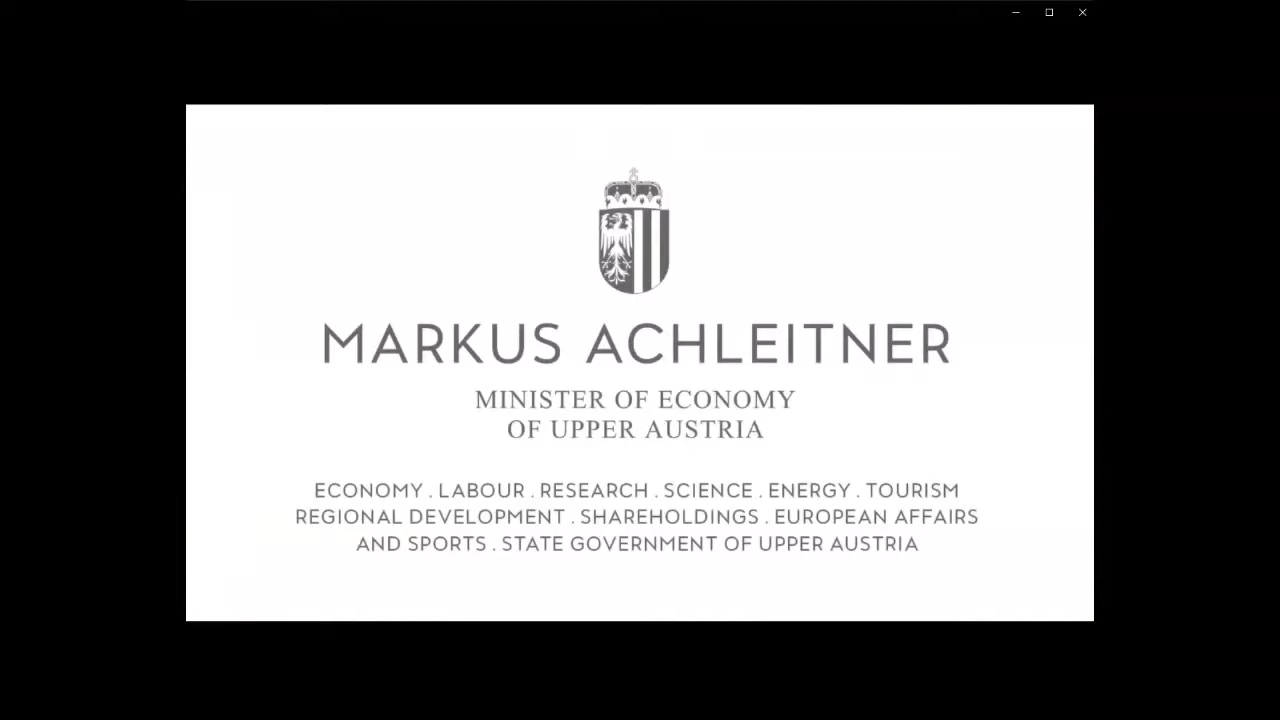 MARKUS ACHLEITNER
MINISTER OF ECONOMY
OF UPPER AUSTRIA
ECONOMY . LABOUR . RESEARCH . SCIENCE . ENERGY . TOURISM
REGIONAL DEVELOPMENT . SHAREHOLDINGS . EUROPEAN AFFAIRS
AND SPORTS . STATE GOVERNMENT OF UPPER AUSTRIA